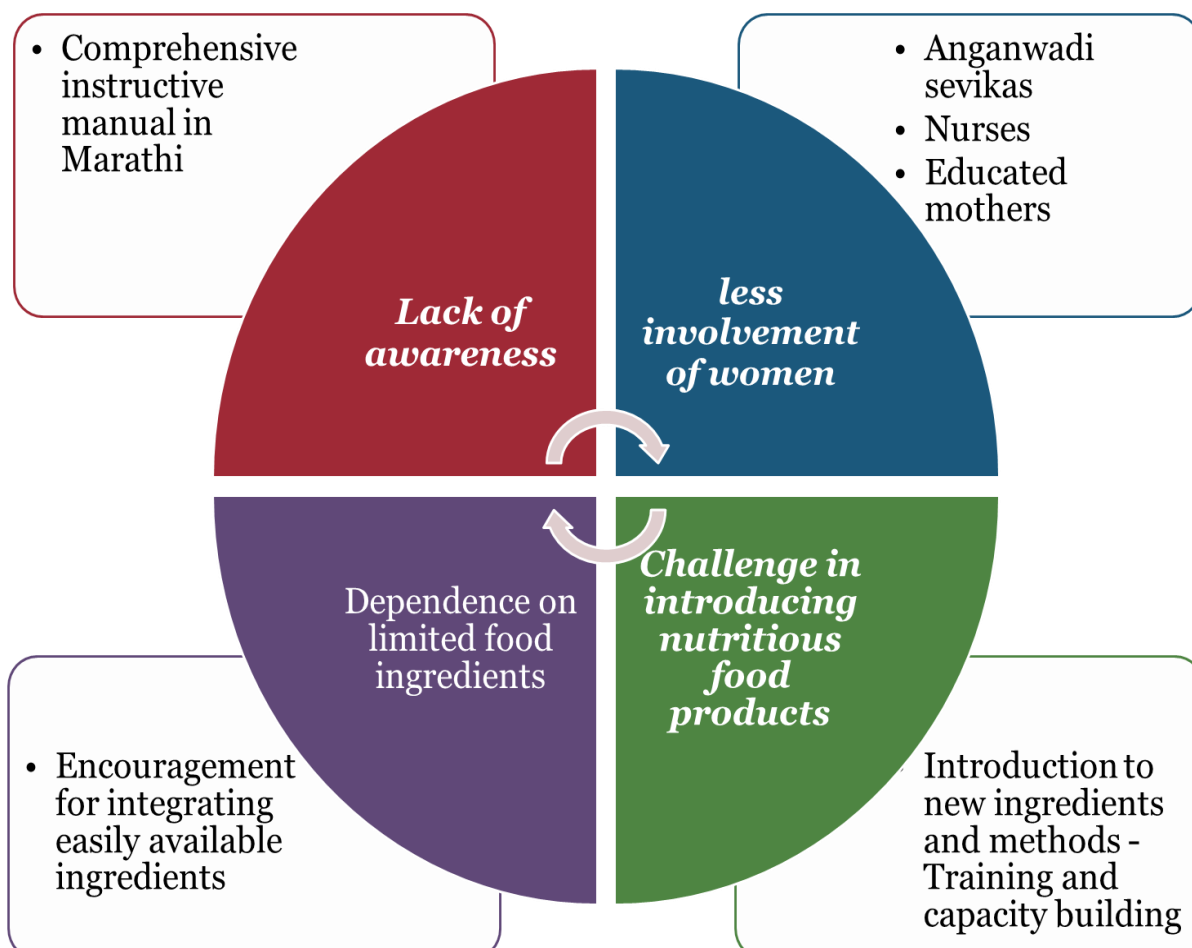 • Comprehensive
instructive
manual in
Marathi
• Anganwadi
sevikas
• Nurses
• Educated
mothers
Lack of
awareness
less
involvement
of women
Dependence on
limited food
ingredients
Challenge in
introducing
nutritious
food
products
• Encouragement
for integrating
easily available
ingredients
Introduction to
new ingredients
and methods -
Training and
capacity building